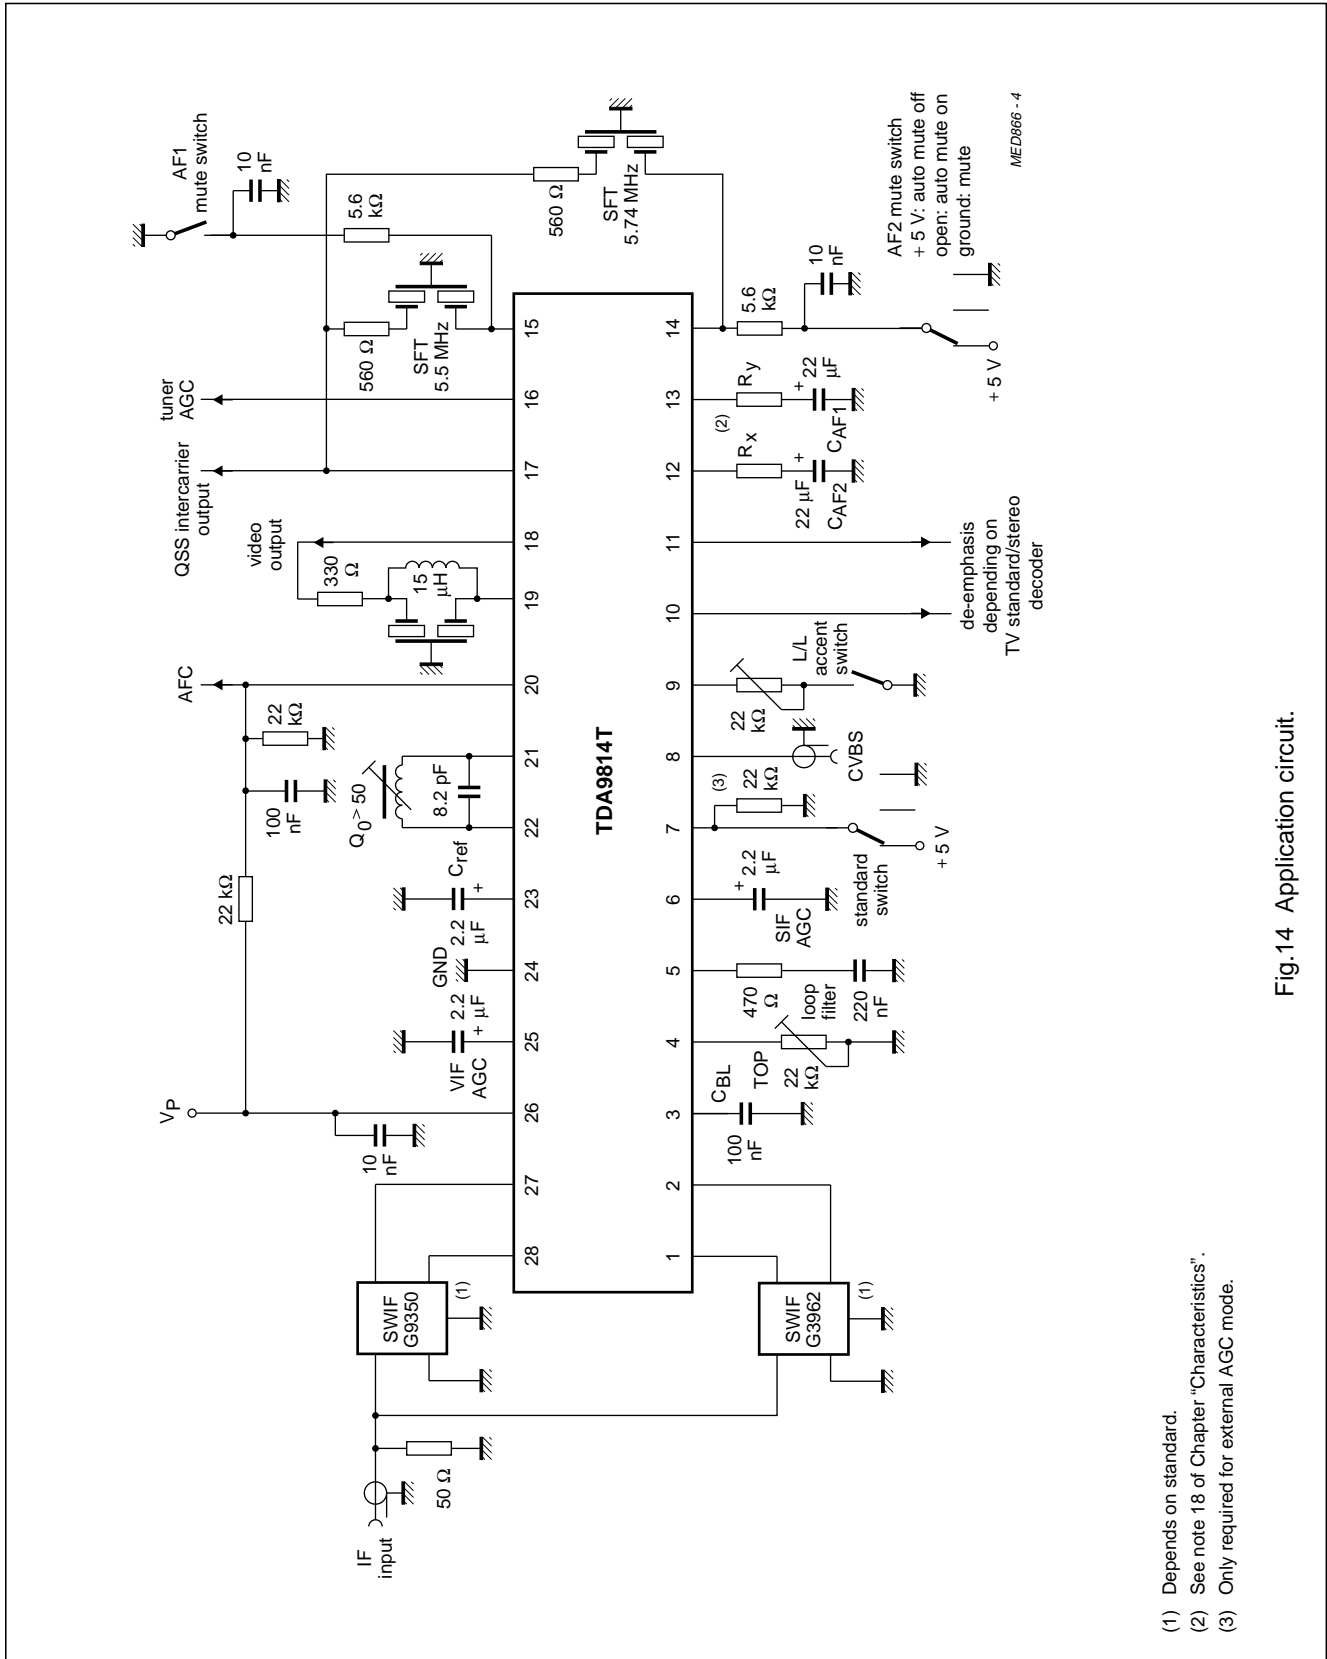 IF
input
50 Ω
SWIF
G9350
(1)
SWIF
G3962
(1)
VP
10
nF
22 kΩ
100
nF
22
kΩ
AFC
VIF
AGC
2.2
μF
+
GND
2.2
μF
Cref
+
Q0 > 50
8.2 pF
video
output
330
Ω
15
μH
QSS intercarrier
output
tuner
AGC
560 Ω
SFT
5.5 MHz
5.6
kΩ
AF1
mute switch
10
nF
560 Ω
SFT
5.74 MHz
28
27
26
25
24
23
22
21
20
19
18
17
16
15
TDA9814T
1
2
3
4
5
6
7
8
9
10
11
12
13
14
100
nF
CBL
TOP
22
kΩ
470
Ω
loop
filter
220
nF
+
2.2
μF
SIF
AGC
(3)
22
kΩ
standard
switch
+ 5 V
CVBS
22
kΩ
L/L
accent
switch
de-emphasis
depending on
TV standard/stereo
decoder
Rx
22 μF
+
CAF2
(2)
Ry
+
22
μF
CAF1
5.6
kΩ
10
nF
+ 5 V
AF2 mute switch
+ 5 V: auto mute off
open: auto mute on
ground: mute
MED866 - 4
(1) Depends on standard.
(2) See note 18 of Chapter “Characteristics”.
(3) Only required for external AGC mode.
Fig.14 Application circuit.